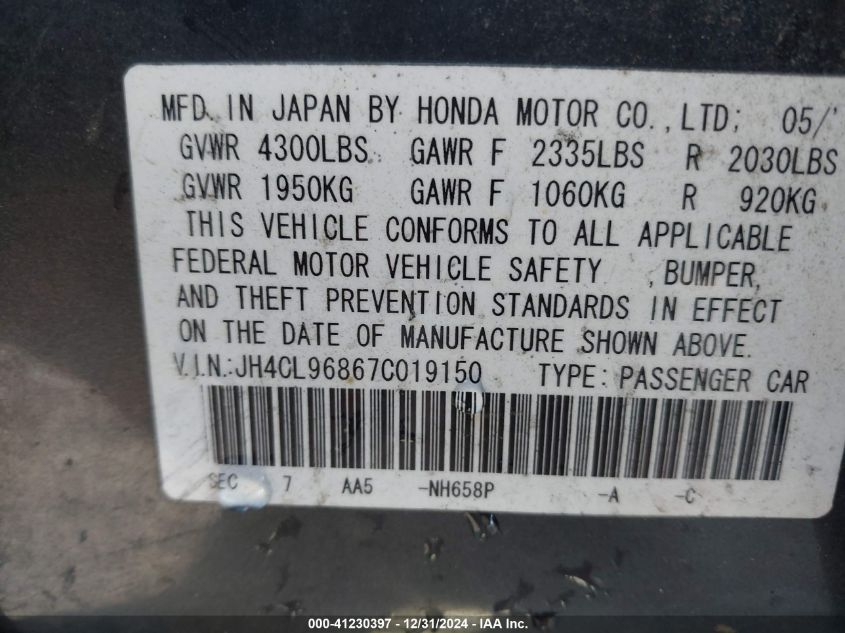 MFD. IN JAPAN BY HONDA MOTOR CO.,LTD; 05/
GVWR 4300LBS GAWR F 2335LBS R 2030LBS
GVWR 1950KG GAWR F 1060KG R 920KG
THIS VEHICLE CONFORMS TO ALL APPLICABLE
FEDERAL MOTOR VEHICLE SAFETY ,BUMPER,
AND THEFT PREVENTION STANDARDS IN EFFECT
ON THE DATE OF MANUFACTURE SHOWN ABOVE.
V.I.N.:JH4CL96867C019150 TYPE:PASSENGER CAR
SEC 7 AA5 -NH658P -A -C
000-41230397 - 12/31/2024 - IAA Inc.